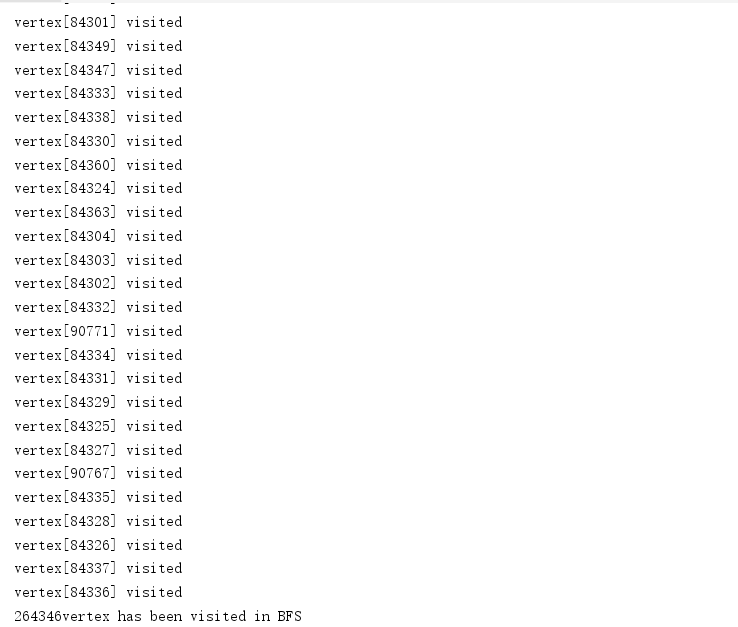 vertex[84301] visited
vertex[84349] visited
vertex[84347] visited
vertex[84333] visited
vertex[84338] visited
vertex[84330] visited
vertex[84360] visited
vertex[84324] visited
vertex[84363] visited
vertex[84304] visited
vertex[84303] visited
vertex[84302] visited
vertex[84332] visited
vertex[90771] visited
vertex[84334] visited
vertex[84331] visited
vertex[84329] visited
vertex[84325] visited
vertex[84327] visited
vertex[90767] visited
vertex[84335] visited
vertex[84328] visited
vertex[84326] visited
vertex[84337] visited
vertex[84336] visited
264346vertex has been visited in BFS